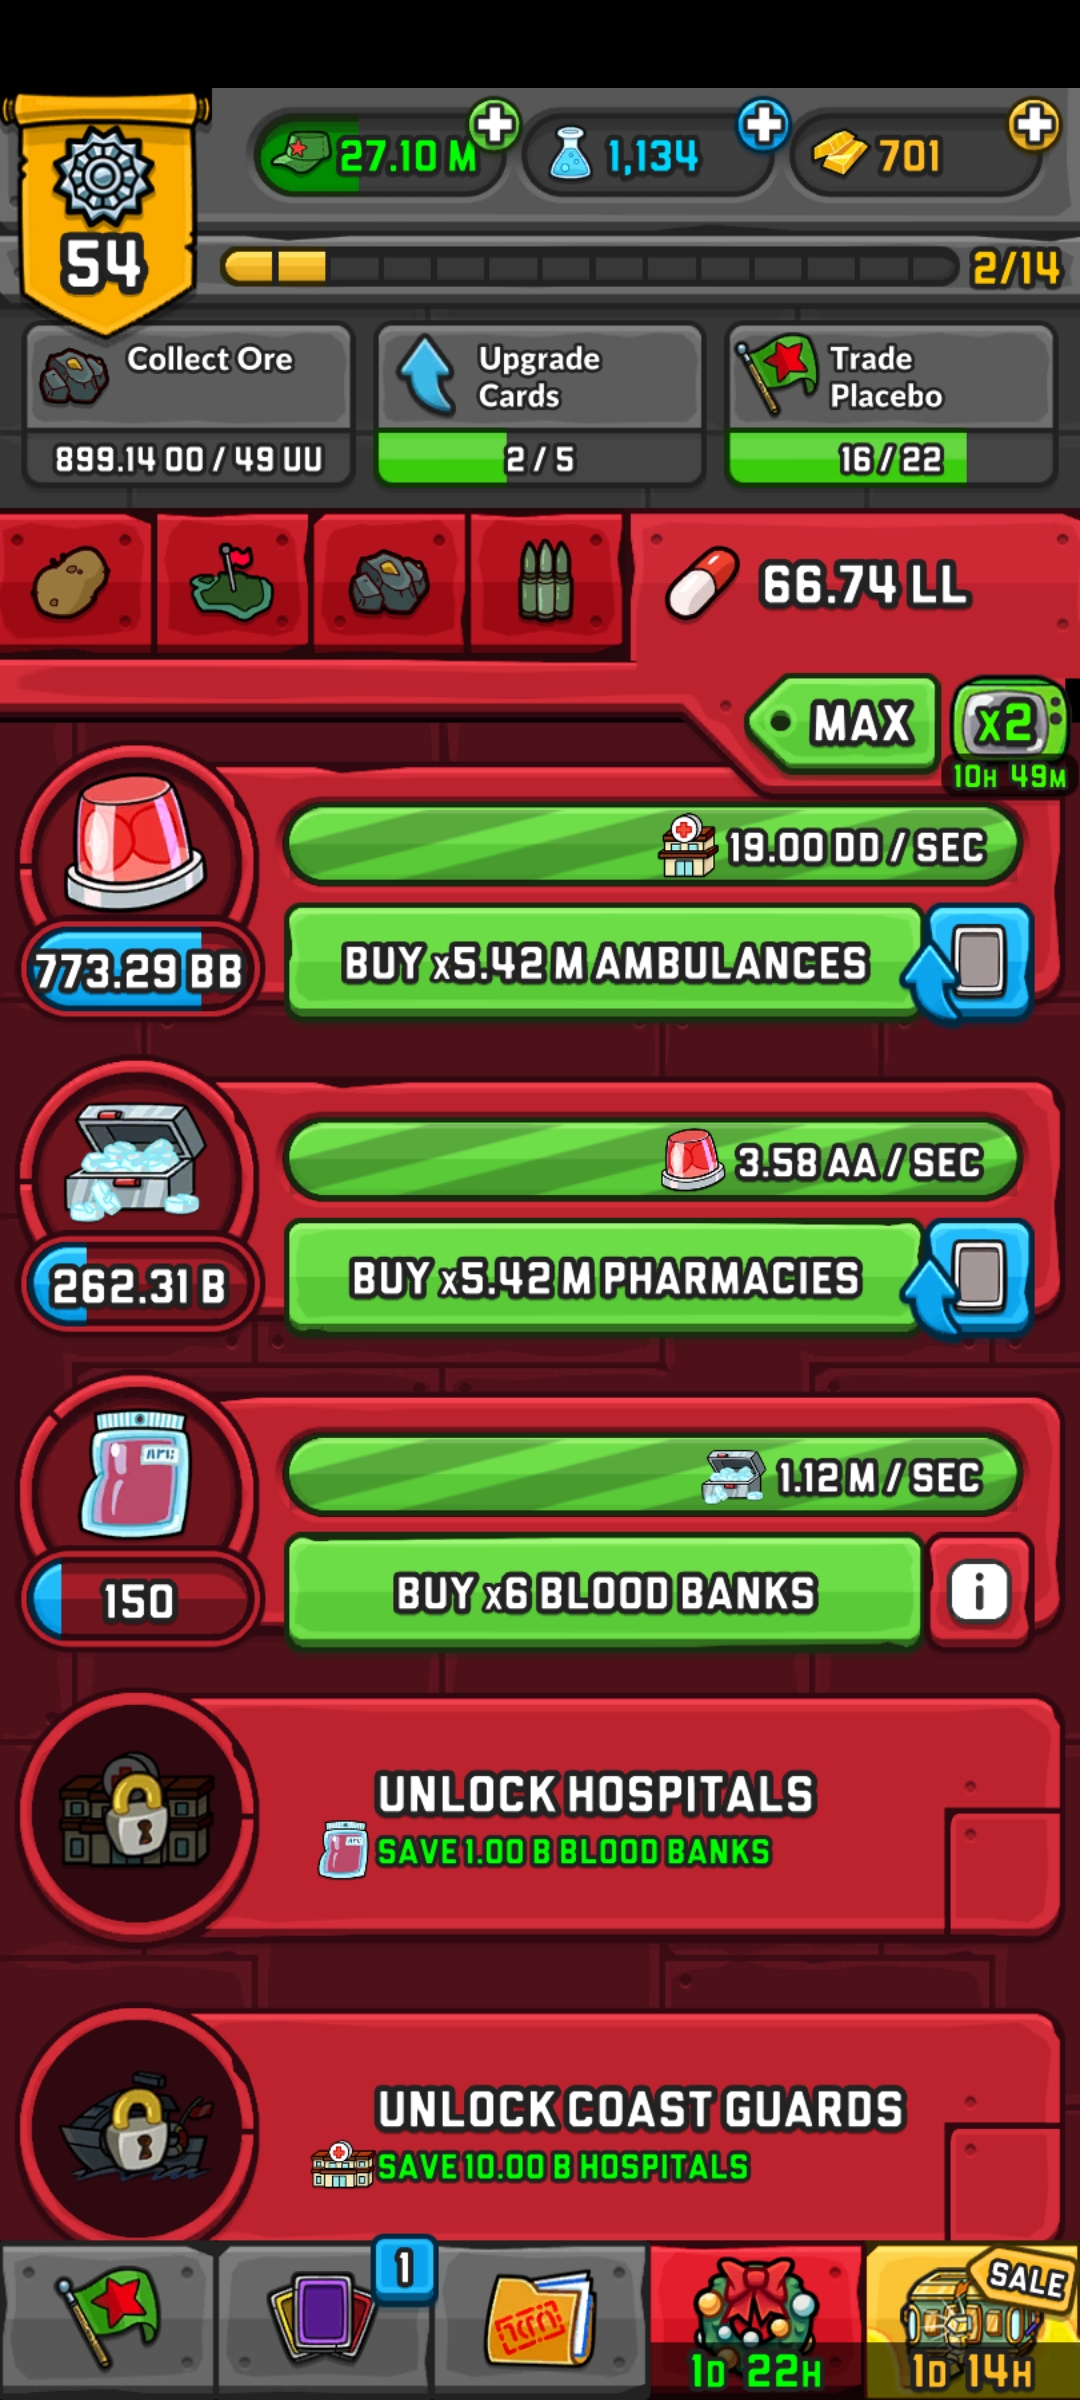 27.10 M
1,134
701
54
2/14
Collect Ore
899.14 OO / 49 UU
Upgrade
Cards
2 / 5
Trade
Placebo
16 / 22
66.74 LL
MAX
x2
10H 49M
19.00 DD / SEC
773.29 BB
BUY x5.42 M AMBULANCES
3.58 AA / SEC
262.31 B
BUY x5.42 M PHARMACIES
1.12 M / SEC
150
BUY x6 BLOOD BANKS
i
UNLOCK HOSPITALS
SAVE 1.00 B BLOOD BANKS
UNLOCK COAST GUARDS
SAVE 10.00 B HOSPITALS
1
SALE
1D 22H
1D 14H